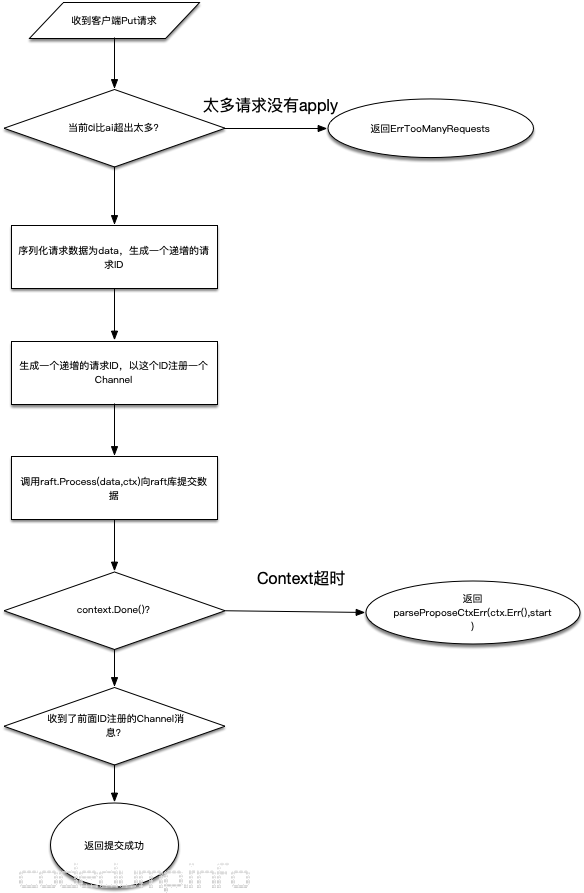 收到客户端Put请求
太多请求没有apply
当前ci比ai超出太多?
返回ErrTooManyRequests
序列化请求数据为data，生成一个递增的请
求ID
生成一个递增的请求ID，以这个ID注册一个
Channel
调用raft.Process(data,ctx)向raft库提交数
据
Context超时
context.Done()?
返回
parseProposeCtxErr(ctx.Err(),start
)
收到了前面ID注册的Channel消
息?
返回提交成功
codedump.info